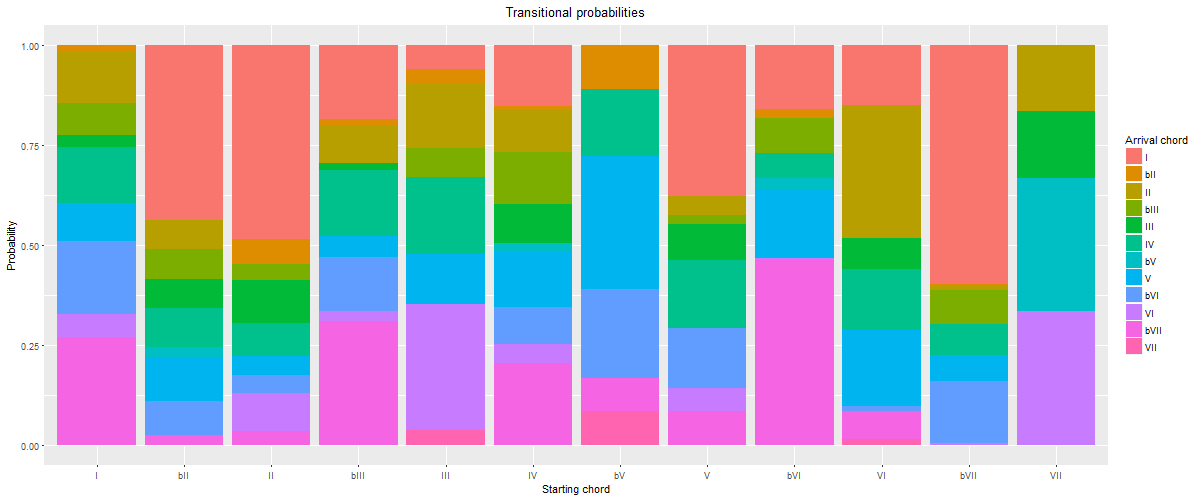 Transitional probabilities
Probability
1.00
0.75
0.50
0.25
0.00
I bII II bIII III IV bV V bVI VI bVII VII
Starting chord
Arrival chord
I
bII
II
bIII
III
IV
bV
V
bVI
VI
bVII
VII